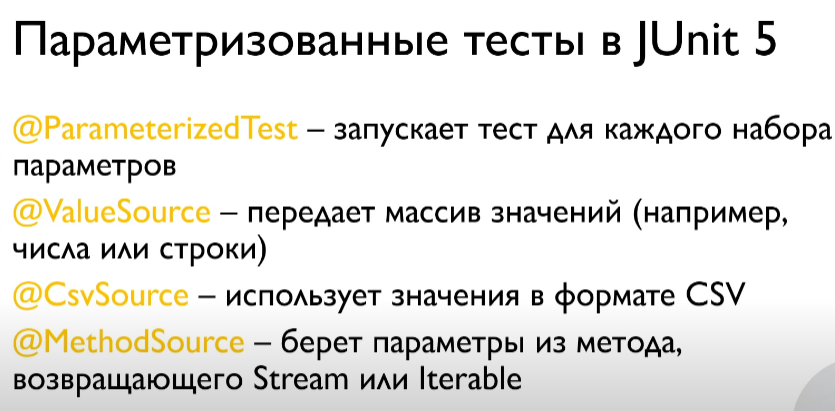 Параметризованные тесты в JUnit 5
@ParameterizedTest – запускает тест для каждого набора
параметров
@ValueSource – передает массив значений (например,
числа или строки)
@CsvSource – использует значения в формате CSV
@MethodSource – берет параметры из метода,
возвращающего Stream или Iterable